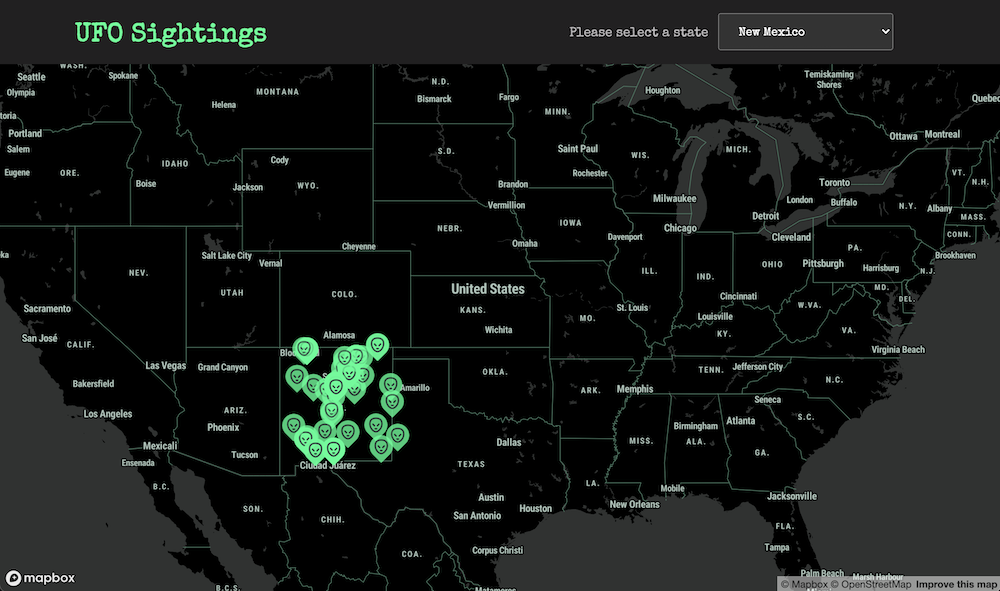 UFO Sightings
Please select a state
New Mexico
WASH.
Seattle
Spokane
Olympia
MONTANA
Helena
N.D.
Bismarck
Fargo
MINN.
Houghton
Temiskaming
Shores
Quebec
Portland
Salem
Eugene
ORE.
IDAHO
Boise
Cody
Jackson
WYO.
S.D.
Saint Paul
Rochester
WIS.
MICH.
Ottawa
Montreal
VT.
N.H.
Toronto
London
Buffalo
N.Y.
Albany
MASS.
CONN.
Brandon
Vermillion
NEBR.
Omaha
IOWA
Davenport
Milwaukee
Chicago
Detroit
Cleveland
PA.
Pittsburgh
Harrisburg
N.J.
Brookhaven
MD.
DEL.
Cheyenne
Salt Lake City
Vernal
NEV.
UTAH
COLO.
United States
KANS.
Wichita
ILL.
IND.
OHIO
Cincinnati
W.VA.
VA.
Sacramento
San José
CALIF.
MO.
St. Louis
Louisville
KY.
Virginia Beach
Alamosa
Las Vegas
Grand Canyon
Bakersfield
Los Angeles
Amarillo
OKLA.
ARK.
Memphis
TENN.
Jefferson City
N.C.
Seneca
S.C.
ARIZ.
Phoenix
Tucson
Mexicali
Ensenada
B.C.
Ciudad Juárez
Dallas
TEXAS
Birmingham
ALA.
MISS.
Atlanta
GA.
SON.
CHIH.
COA.
Austin
San Antonio
Houston
Corpus Christi
LA.
New Orleans
Mobile
Jacksonville
FLA.
Tampa
Palm Beach
Marsh Harbour
B.C.S.
Matamoros
mapbox
© Mapbox © OpenStreetMap Improve this map